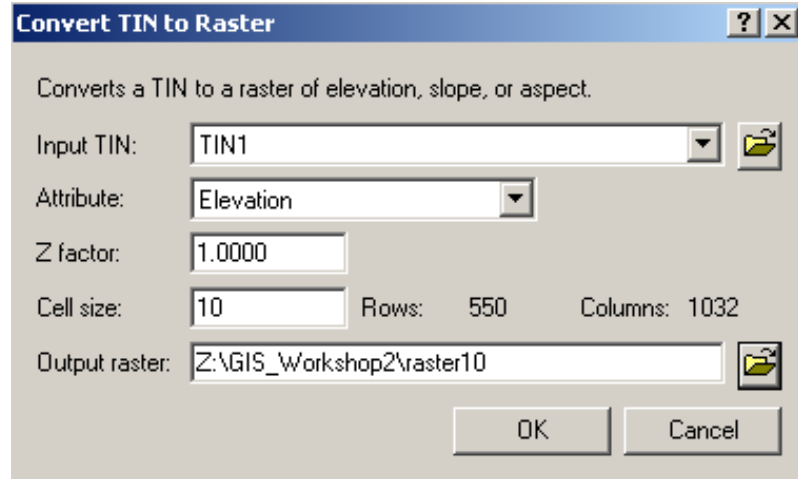 Convert TIN to Raster
Converts a TIN to a raster of elevation, slope, or aspect.
Input TIN: TIN1
Attribute: Elevation
Z factor: 1.0000
Cell size: 10 Rows: 550 Columns: 1032
Output raster: Z:\GIS_Workshop2\raster10
OK Cancel